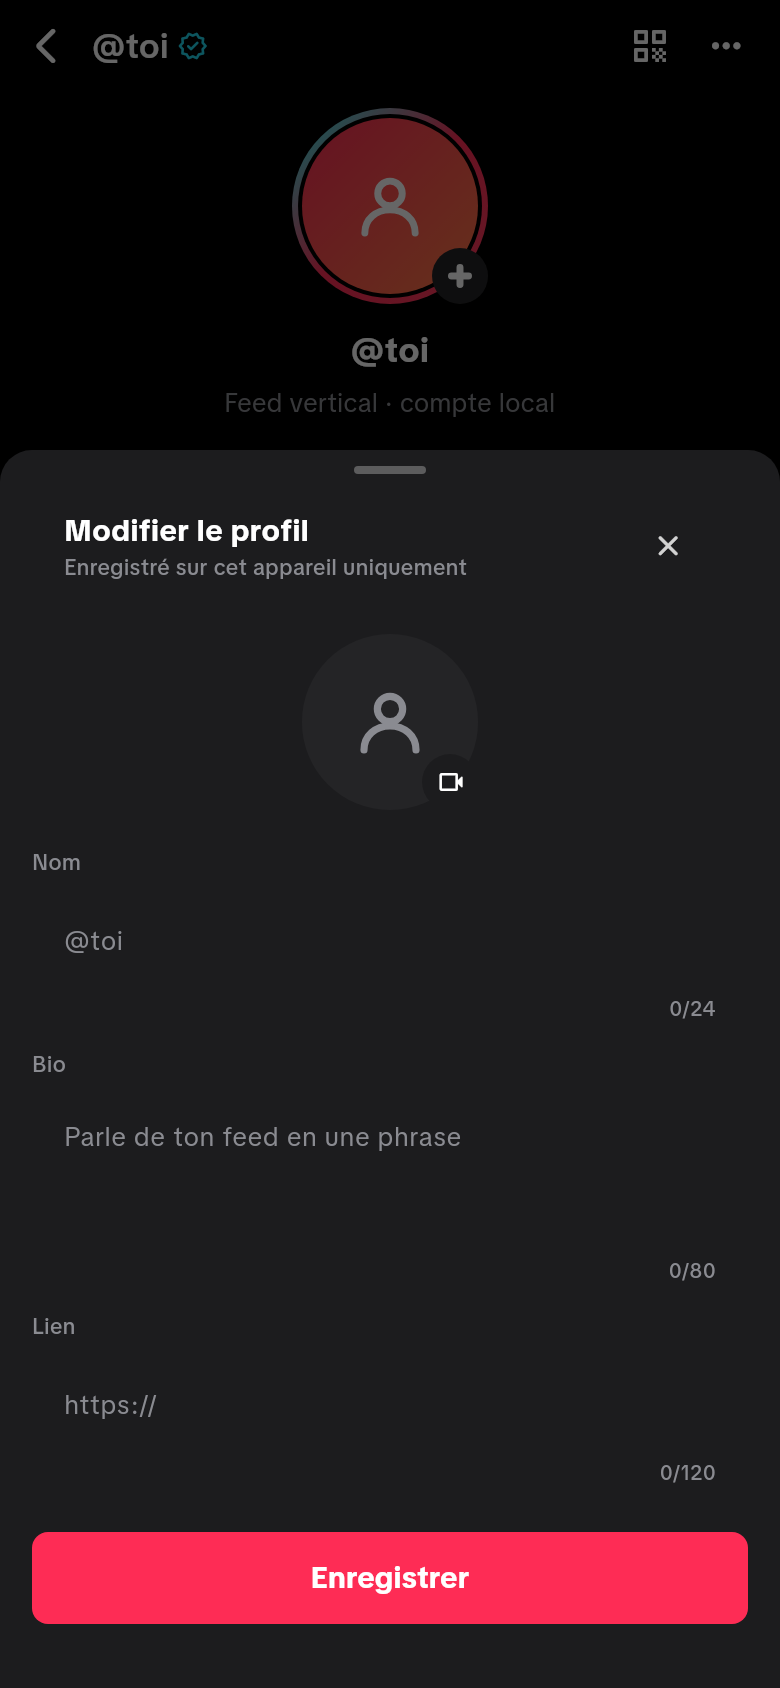 @toi
@toi
Feed vertical · compte local
Modifier le profil
Enregistré sur cet appareil uniquement
Nom
@toi
0/24
Bio
Parle de ton feed en une phrase
0/80
Lien
https://
0/120
Enregistrer